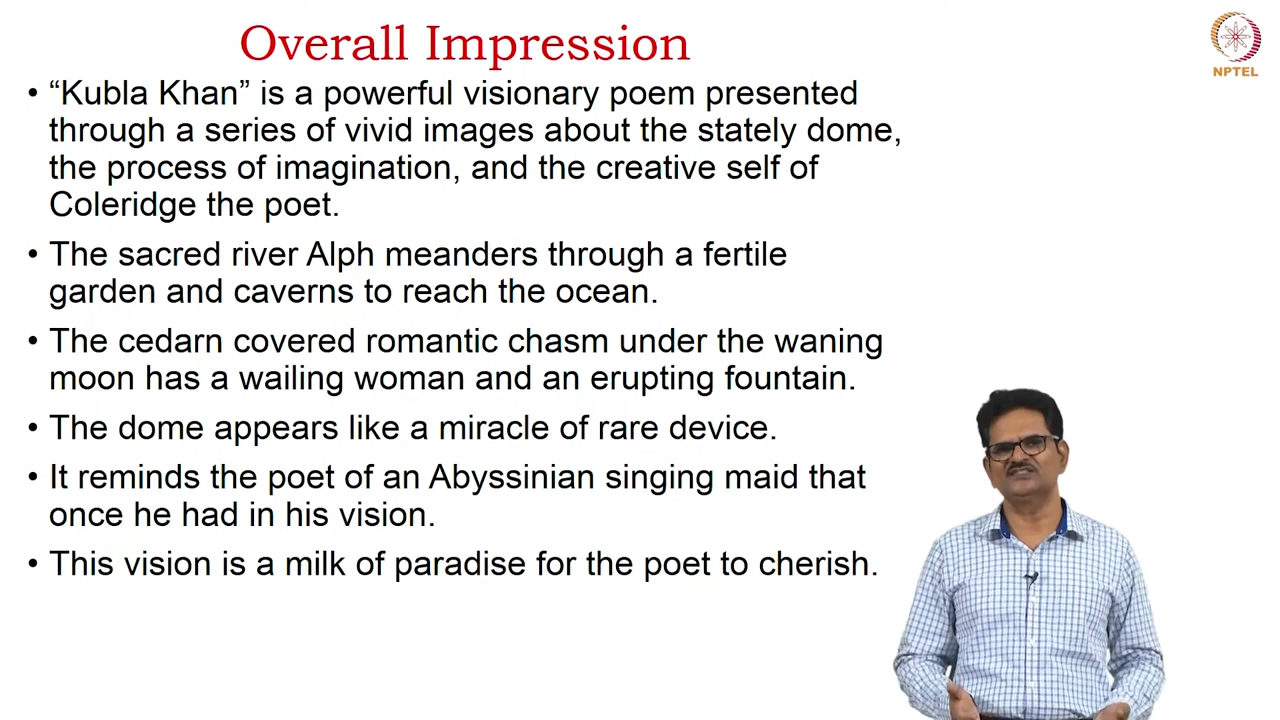 Overall Impression
NPTEL
• “Kubla Khan” is a powerful visionary poem presented
through a series of vivid images about the stately dome,
the process of imagination, and the creative self of
Coleridge the poet.
• The sacred river Alph meanders through a fertile
garden and caverns to reach the ocean.
• The cedarn covered romantic chasm under the waning
moon has a wailing woman and an erupting fountain.
• The dome appears like a miracle of rare device.
• It reminds the poet of an Abyssinian singing maid that
once he had in his vision.
• This vision is a milk of paradise for the poet to cherish.